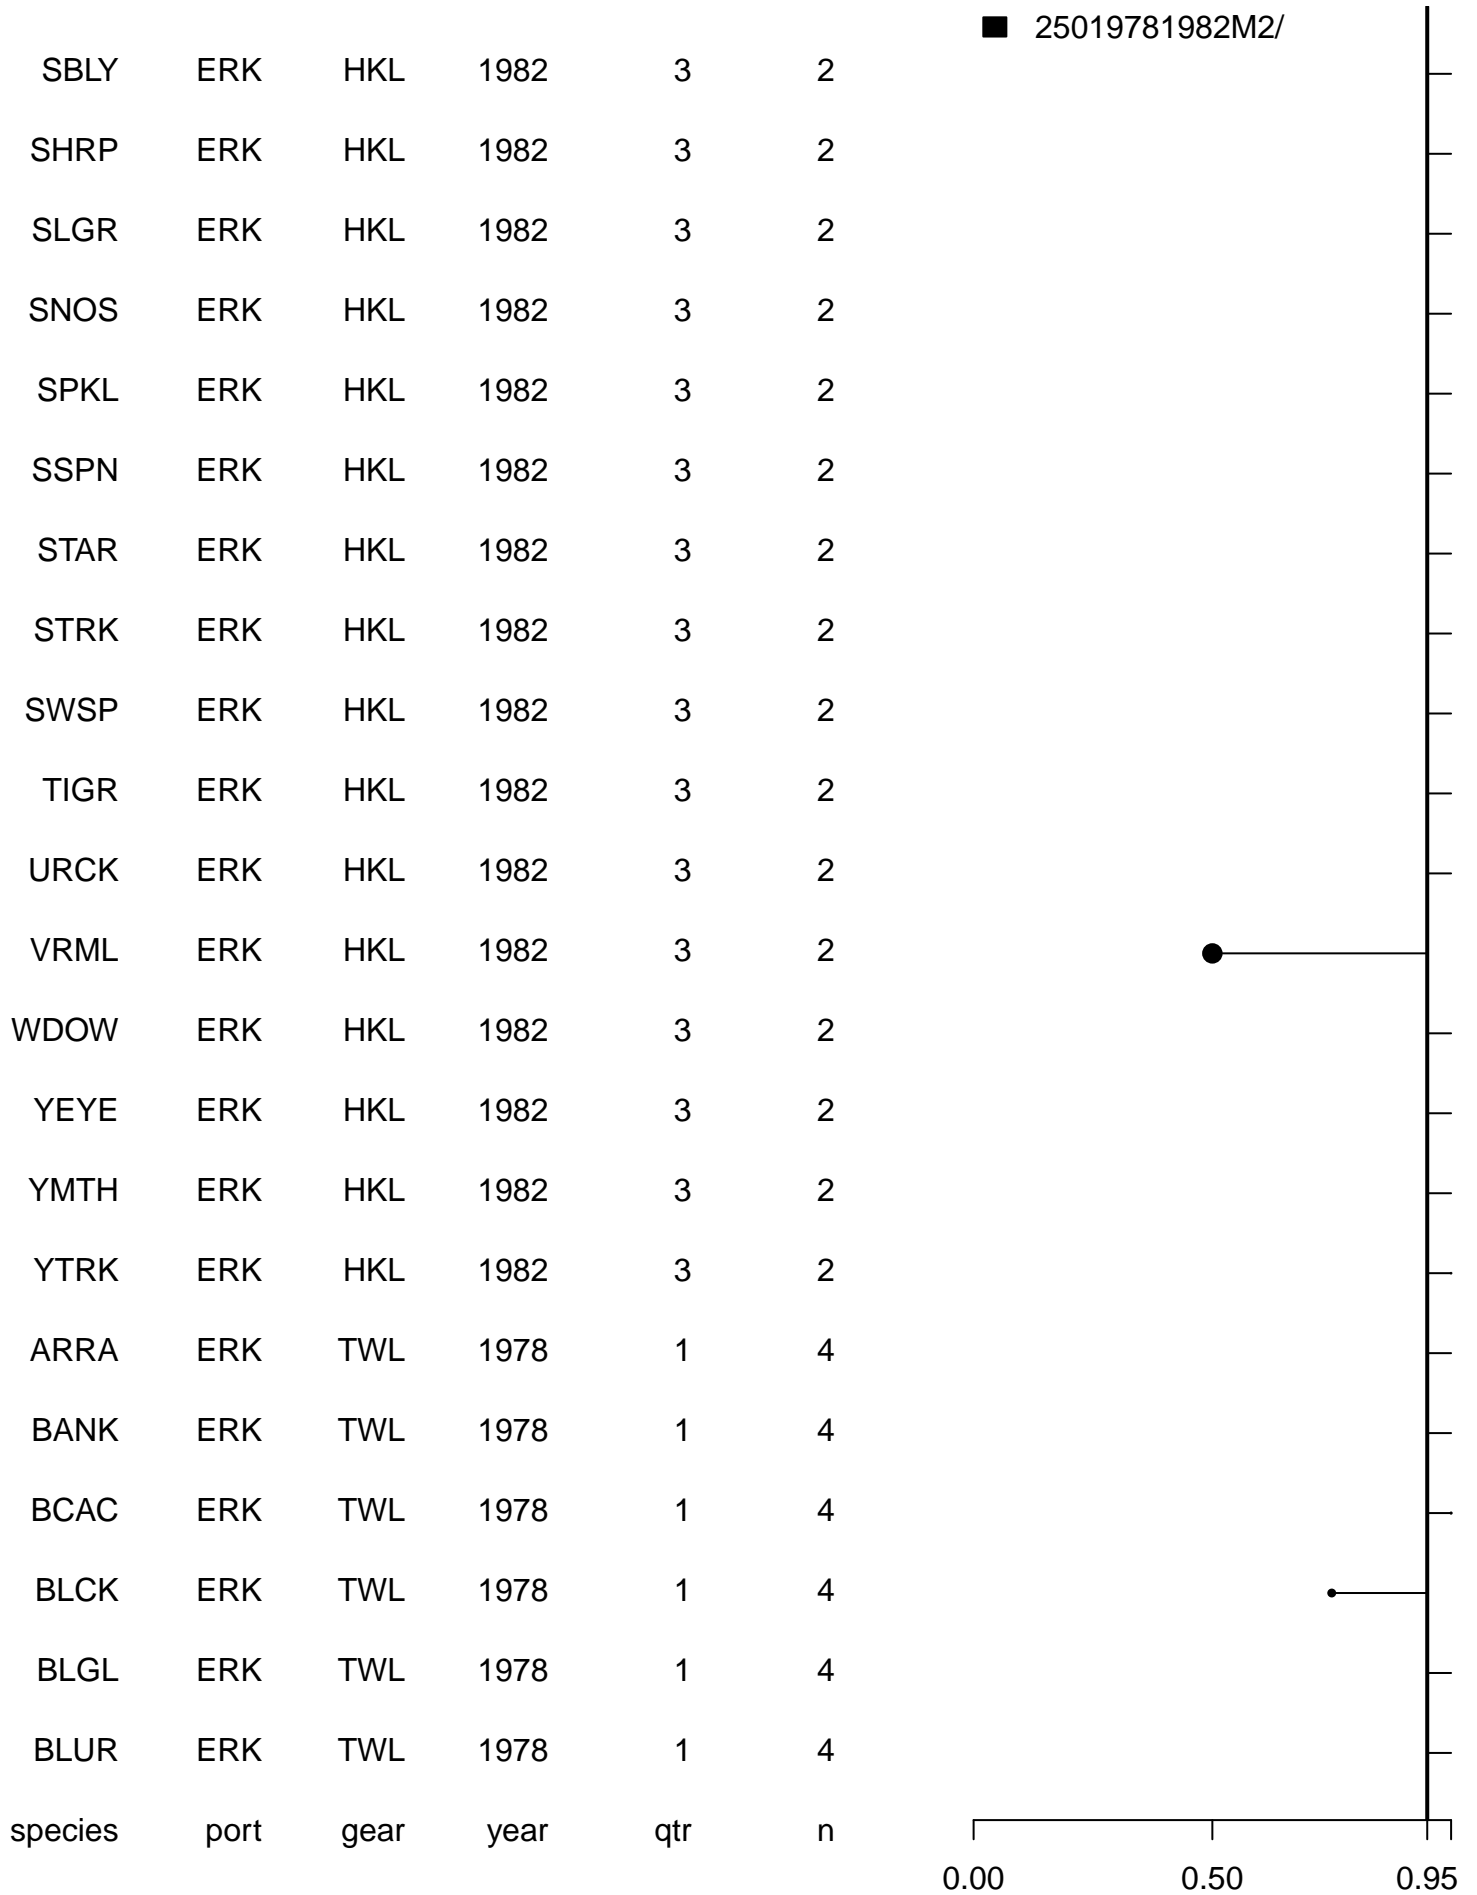 25019781982M2/
SBLY ERK HKL 1982 3 2
SHRP ERK HKL 1982 3 2
SLGR ERK HKL 1982 3 2
SNOS ERK HKL 1982 3 2
SPKL ERK HKL 1982 3 2
SSPN ERK HKL 1982 3 2
STAR ERK HKL 1982 3 2
STRK ERK HKL 1982 3 2
SWSP ERK HKL 1982 3 2
TIGR ERK HKL 1982 3 2
URCK ERK HKL 1982 3 2
VRML ERK HKL 1982 3 2
WDOW ERK HKL 1982 3 2
YEYE ERK HKL 1982 3 2
YMTH ERK HKL 1982 3 2
YTRK ERK HKL 1982 3 2
ARRA ERK TWL 1978 1 4
BANK ERK TWL 1978 1 4
BCAC ERK TWL 1978 1 4
BLCK ERK TWL 1978 1 4
BLGL ERK TWL 1978 1 4
BLUR ERK TWL 1978 1 4
species port gear year qtr n
0.00 0.50 0.95